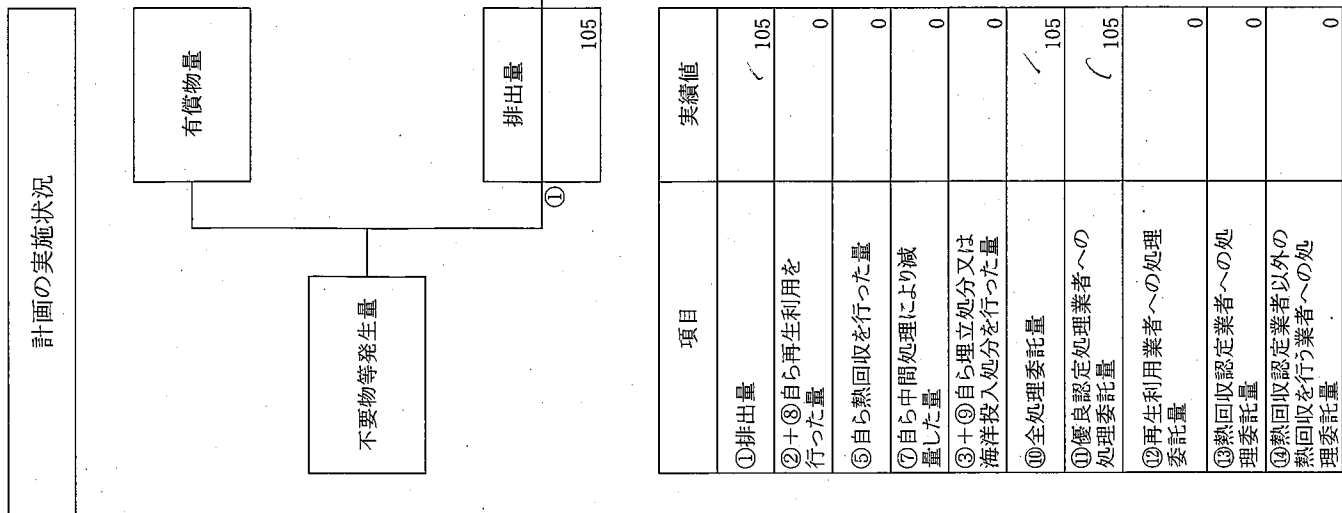 計画の実施状況
不要物等発生量
有償物量
①
排出量
105
項目
実績値
①排出量
105
②+⑧自ら再生利用を
行った量
0
⑤自ら熱回収を行った量
0
⑦自ら中間処理により減
量した量
0
③+⑨自ら埋立処分又は
海洋投入処分を行った量
0
⑩全処理委託量
105
⑪優良認定処理業者への
処理委託量
105
⑫再生利用業者への処理
委託量
0
⑬熱回収認定業者への処
理委託量
0
⑭熱回収認定業者以外の
熱回収を行う業者への処
理委託量
0